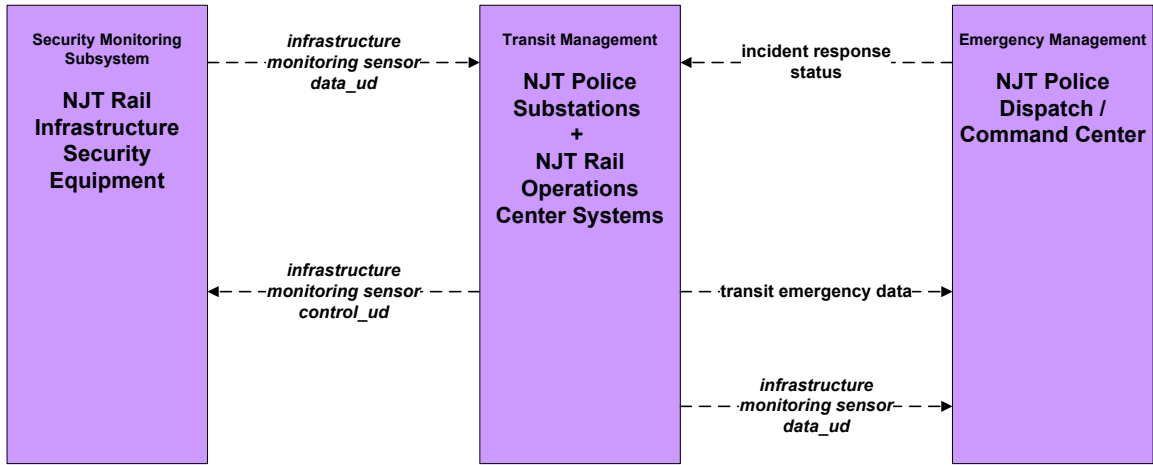 Security Monitoring
Subsystem
NJT Rail
Infrastructure
Security
Equipment
infrastructure
monitoring sensor
data_ud
infrastructure
monitoring sensor
control_ud
Transit Management
NJT Police
Substations
+
NJT Rail
Operations
Center Systems
incident response
status
transit emergency data
infrastructure
monitoring sensor
data_ud
Emergency Management
NJT Police
Dispatch /
Command Center